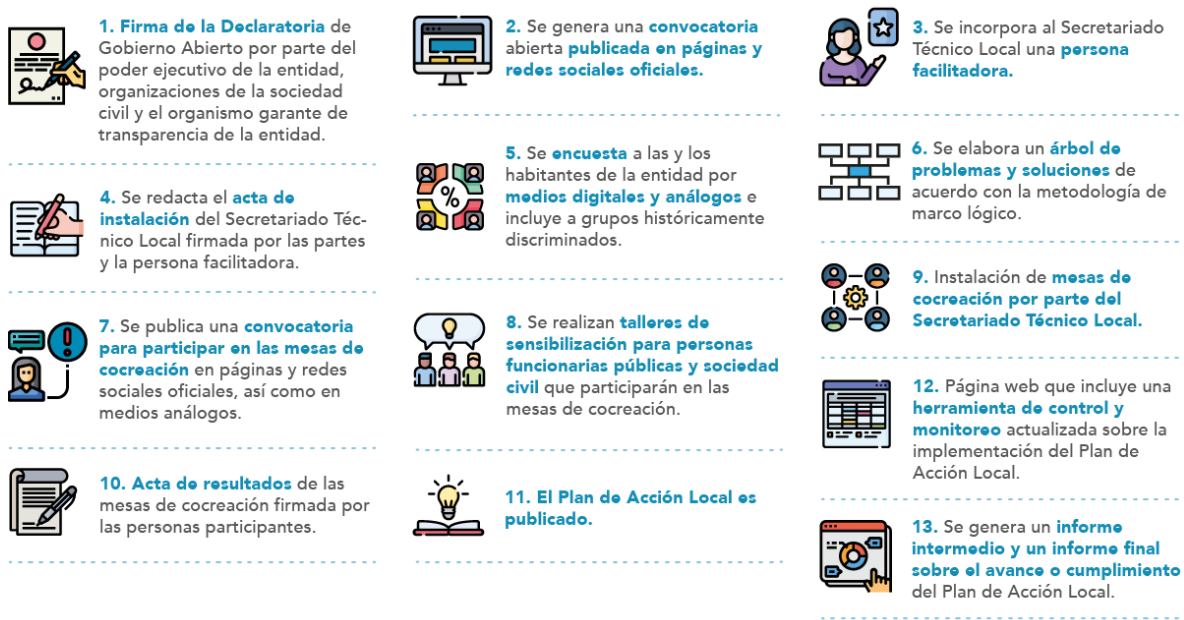 1. Firma de la Declaratoria de
Gobierno Abierto por parte del
poder ejecutivo de la entidad,
organizaciones de la sociedad
civil y el organismo garante de
transparencia de la entidad.
2. Se genera una convocatoria
abierta publicada en páginas y
redes sociales oficiales.
3. Se incorpora al Secretariado
Técnico Local una persona
facilitadora.
4. Se redacta el acta de
instalación del Secretariado Téc-
nico Local firmada por las partes
y la persona facilitadora.
5. Se encuesta a las y los
habitantes de la entidad por
medios digitales y análogos e
incluye a grupos históricamente
discriminados.
6. Se elabora un árbol de
problemas y soluciones de
acuerdo con la metodología de
marco lógico.
7. Se publica una convocatoria
para participar en las mesas de
cocreación en páginas y redes
sociales oficiales, así como en
medios análogos.
8. Se realizan talleres de
sensibilización para personas
funcionarias públicas y sociedad
civil que participarán en las
mesas de cocreación.
9. Instalación de mesas de
cocreación por parte del
Secretariado Técnico Local.
10. Acta de resultados de las
mesas de cocreación firmada por
las personas participantes.
11. El Plan de Acción Local es
publicado.
12. Página web que incluye una
herramienta de control y
monitoreo actualizada sobre la
implementación del Plan de
Acción Local.
13. Se genera un informe
intermedio y un informe final
sobre el avance o cumplimiento
del Plan de Acción Local.
%